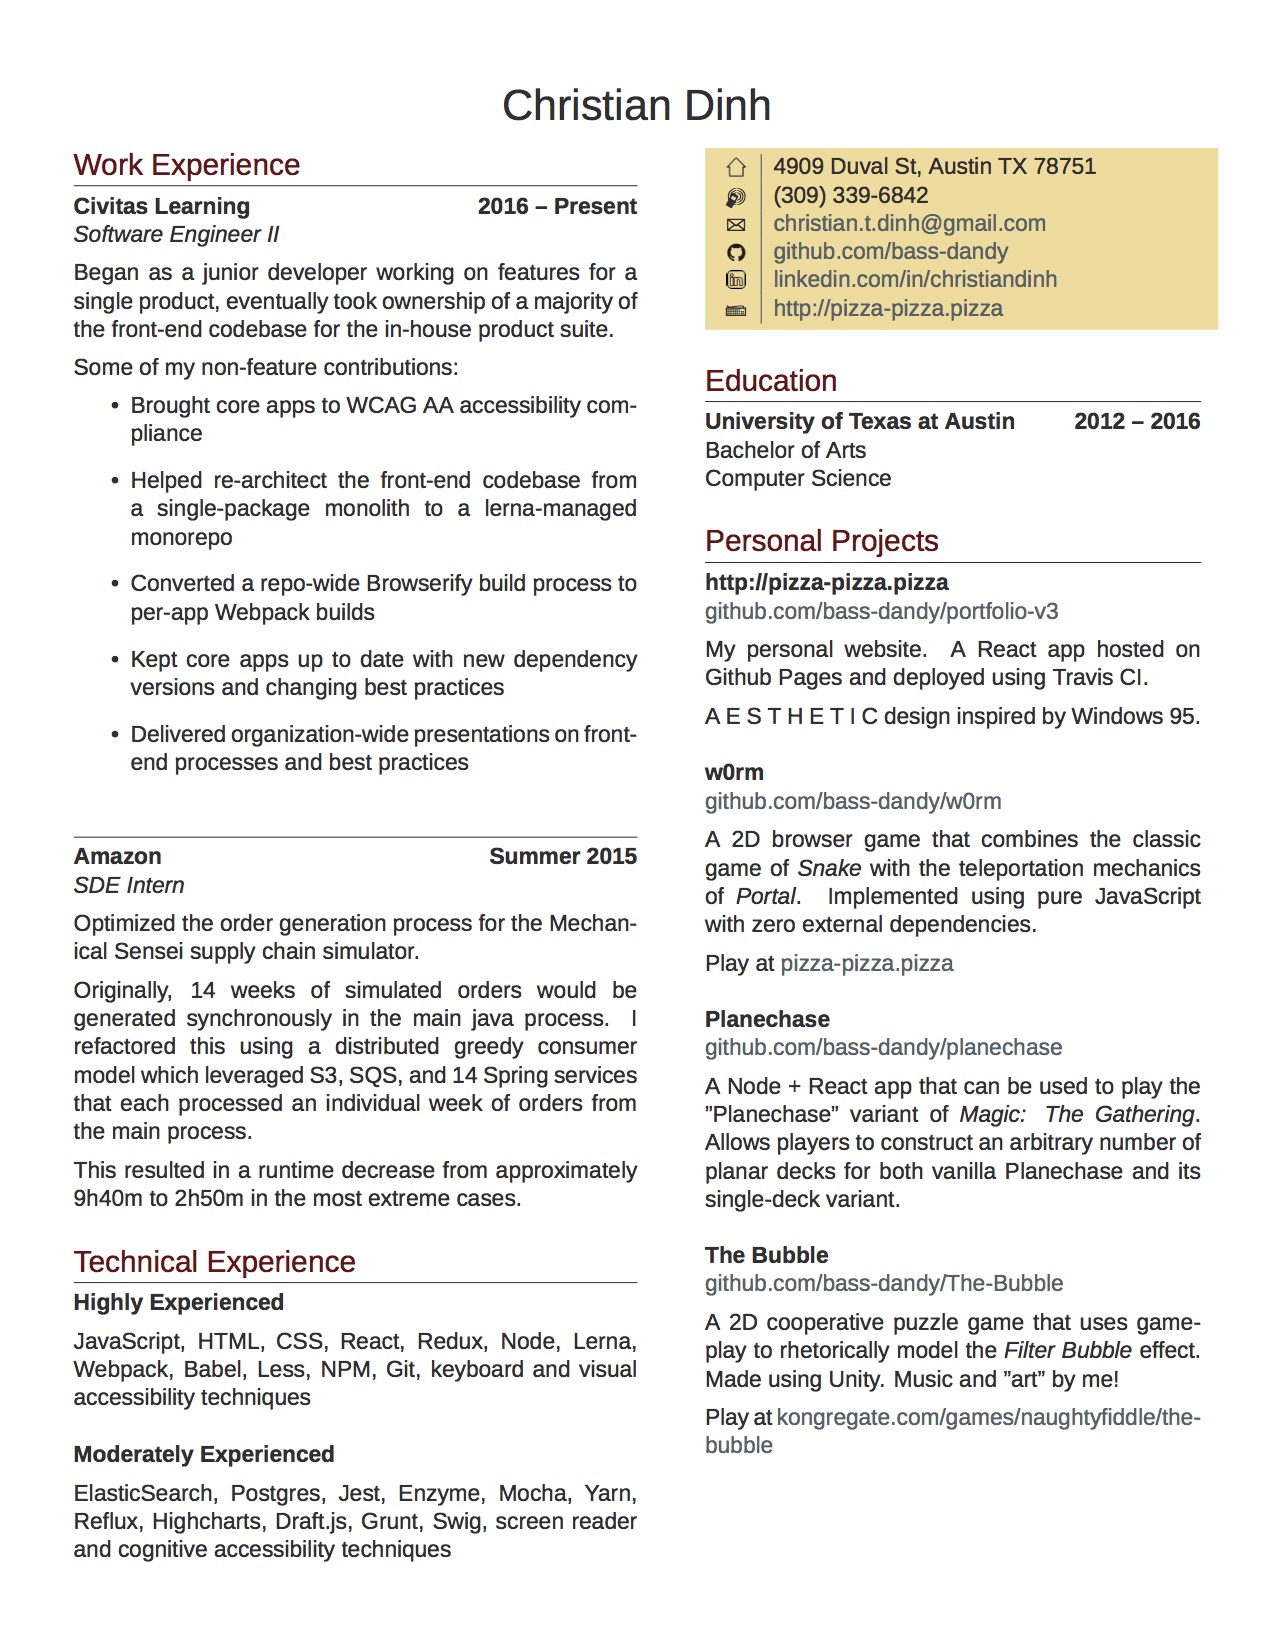 Christian Dinh
Work Experience
Civitas Learning 2016 – Present
Software Engineer II
Began as a junior developer working on features for a
single product, eventually took ownership of a majority of
the front-end codebase for the in-house product suite.
Some of my non-feature contributions:
• Brought core apps to WCAG AA accessibility com-
pliance
• Helped re-architect the front-end codebase from
a single-package monolith to a lerna-managed
monorepo
• Converted a repo-wide Browserify build process to
per-app Webpack builds
• Kept core apps up to date with new dependency
versions and changing best practices
• Delivered organization-wide presentations on front-
end processes and best practices
Amazon Summer 2015
SDE Intern
Optimized the order generation process for the Mechan-
ical Sensei supply chain simulator.
Originally, 14 weeks of simulated orders would be
generated synchronously in the main java process. I
refactored this using a distributed greedy consumer
model which leveraged S3, SQS, and 14 Spring services
that each processed an individual week of orders from
the main process.
This resulted in a runtime decrease from approximately
9h40m to 2h50m in the most extreme cases.
Technical Experience
Highly Experienced
JavaScript, HTML, CSS, React, Redux, Node, Lerna,
Webpack, Babel, Less, NPM, Git, keyboard and visual
accessibility techniques
Moderately Experienced
ElasticSearch, Postgres, Jest, Enzyme, Mocha, Yarn,
Reflux, Highcharts, Draft.js, Grunt, Swig, screen reader
and cognitive accessibility techniques
4909 Duval St, Austin TX 78751
(309) 339-6842
christian.t.dinh@gmail.com
github.com/bass-dandy
linkedin.com/in/christiandinh
http://pizza-pizza.pizza
Education
University of Texas at Austin 2012 – 2016
Bachelor of Arts
Computer Science
Personal Projects
http://pizza-pizza.pizza
github.com/bass-dandy/portfolio-v3
My personal website. A React app hosted on
Github Pages and deployed using Travis CI.
A E S T H E T I C design inspired by Windows 95.
w0rm
github.com/bass-dandy/w0rm
A 2D browser game that combines the classic
game of Snake with the teleportation mechanics
of Portal. Implemented using pure JavaScript
with zero external dependencies.
Play at pizza-pizza.pizza
Planechase
github.com/bass-dandy/planechase
A Node + React app that can be used to play the
”Planechase” variant of Magic: The Gathering.
Allows players to construct an arbitrary number of
planar decks for both vanilla Planechase and its
single-deck variant.
The Bubble
github.com/bass-dandy/The-Bubble
A 2D cooperative puzzle game that uses game-
play to rhetorically model the Filter Bubble effect.
Made using Unity. Music and ”art” by me!
Play at kongregate.com/games/naughtyfiddle/the-
bubble